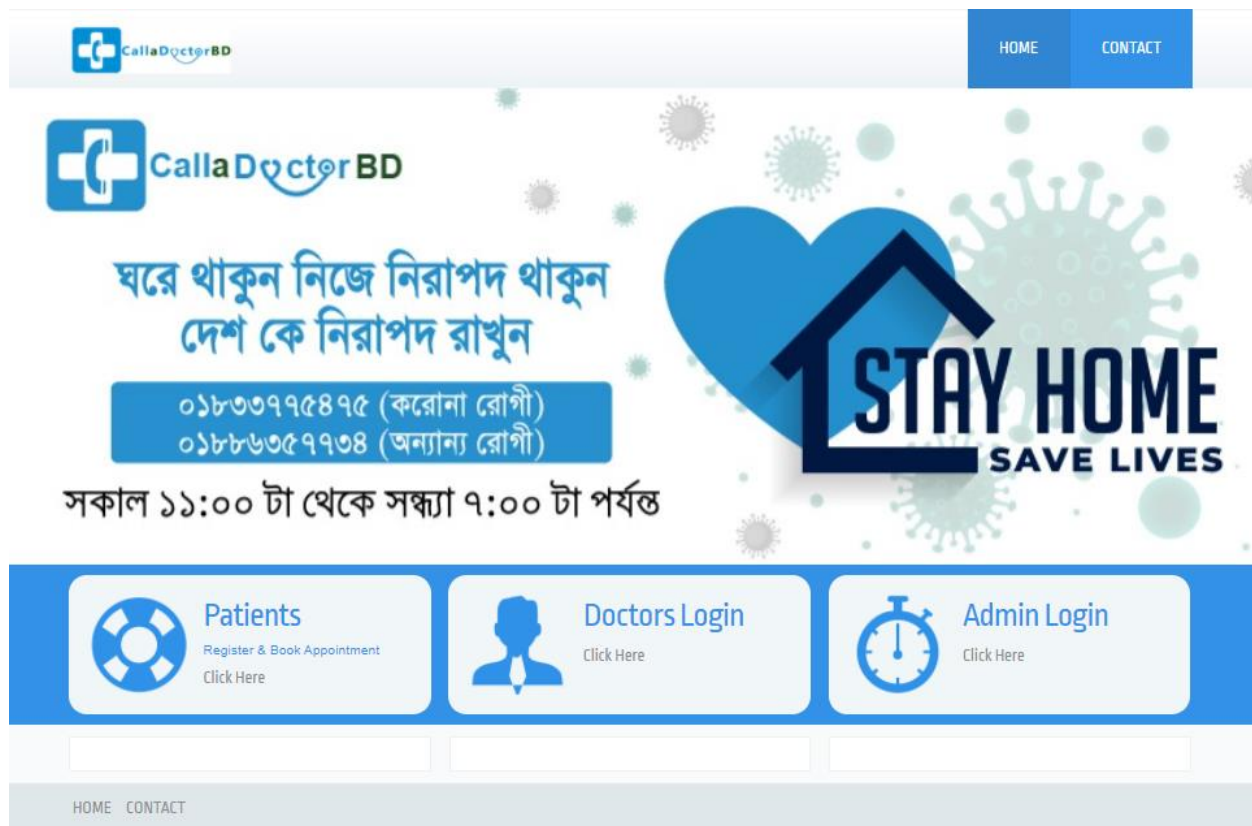 CallaDoctorBD
HOME CONTACT
CallaDoctor BD
ঘরে থাকুন নিজে নিরাপদ থাকুন
দেশ কে নিরাপদ রাখুন
০১৮৩৩৭৭৫৪৭৫ (করোনা রোগী)
০১৮৮৬৩৫৭৭৩৪ (অন্যান্য রোগী)
সকাল ১১:০০ টা থেকে সন্ধ্যা ৭:০০ টা পর্যন্ত
STAY HOME
SAVE LIVES
Patients
Register & Book Appointment
Click Here
Doctors Login
Click Here
Admin Login
Click Here
HOME CONTACT